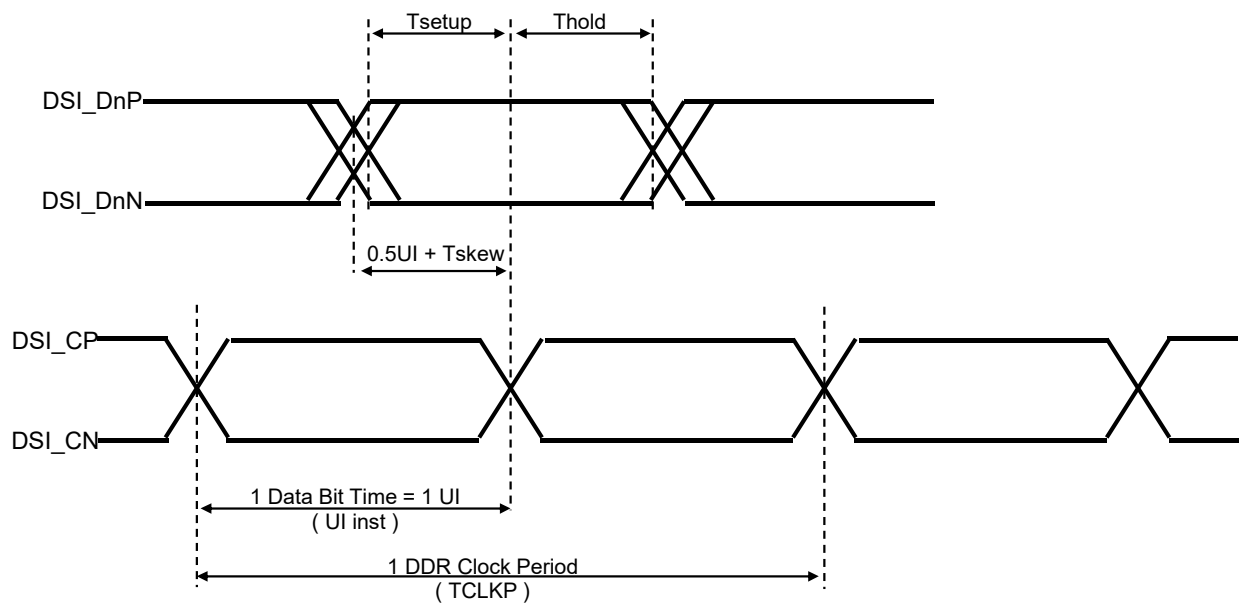 Tsetup
Thold
DSI_DnP
DSI_DnN
0.5UI + Tskew
DSI_CP
DSI_CN
1 Data Bit Time = 1 UI
( UI inst )
1 DDR Clock Period
( TCLKP )